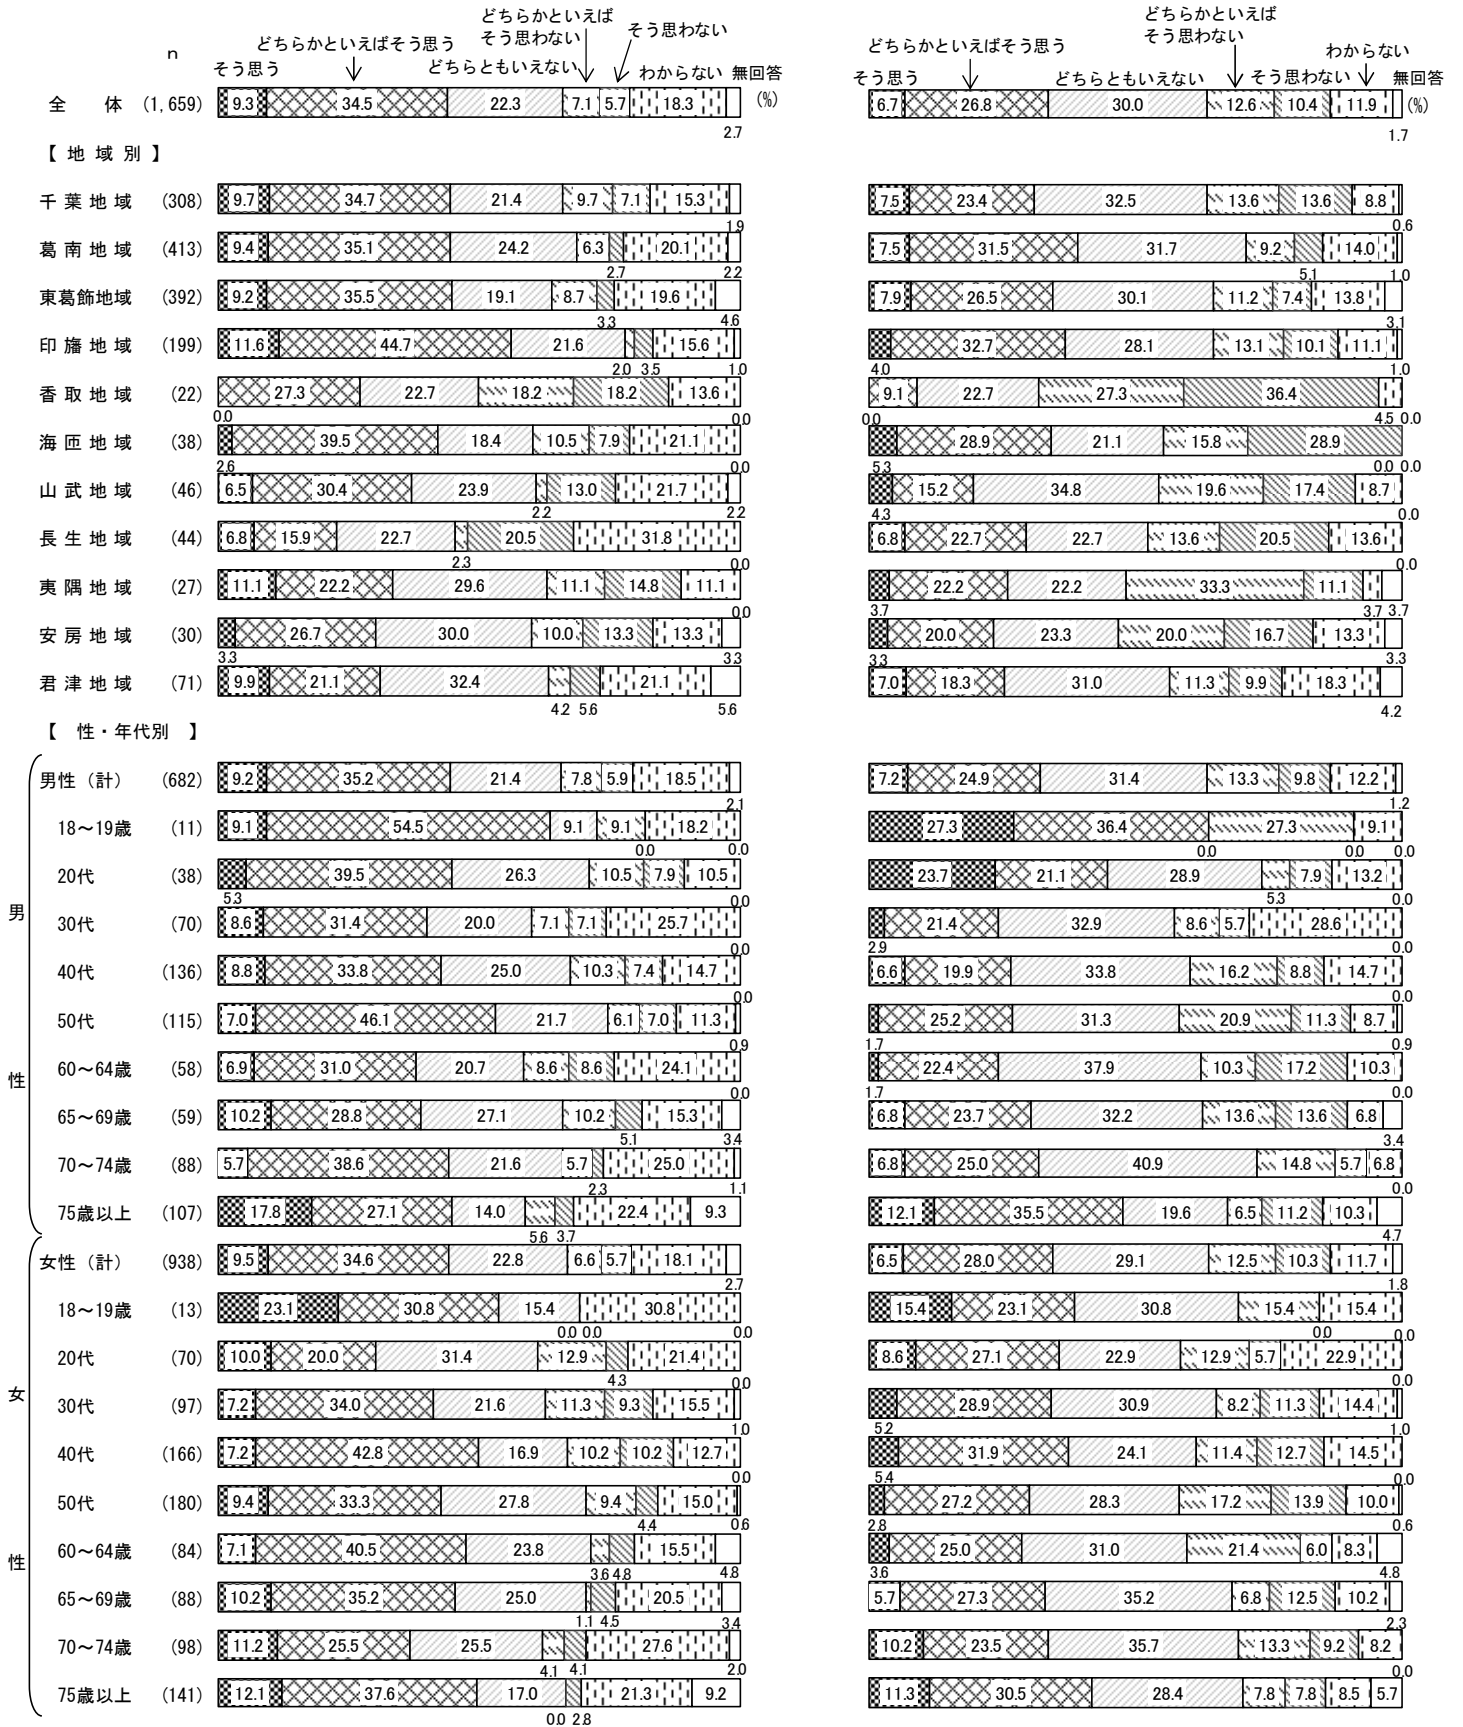 どちらかといえば どちらかといえば
そう思わない そう思わない そう思わない
n どちらかといえばそう思う どちらかといえばそう思う わからない
そう思う どちらともいえない わからない 無回答 そう思う どちらともいえない そう思わない 無回答
全 体 (1,659) 9.3 34.5 22.3 7.1 5.7 18.3 (%) 6.7 26.8 30.0 12.6 10.4 11.9 (%)
2.7 1.7
【 地 域 別 】
千 葉 地 域 (308) 9.7 34.7 21.4 9.7 7.1 15.3 7.5 23.4 32.5 13.6 13.6 8.8
1.9 0.6
葛 南 地 域 (413) 9.4 35.1 24.2 6.3 20.1 7.5 31.5 31.7 9.2 14.0
2.7 2.2 5.1 1.0
東葛飾地域 (392) 9.2 35.5 19.1 8.7 19.6 7.9 26.5 30.1 11.2 7.4 13.8
3.3 4.6 3.1
印 旛 地 域 (199) 11.6 44.7 21.6 15.6 32.7 28.1 13.1 10.1 11.1
2.0 3.5 1.0 4.0 1.0
香 取 地 域 (22) 27.3 22.7 18.2 18.2 13.6 9.1 22.7 27.3 36.4
0.0 0.0 0.0 4.5 0.0
海 匝 地 域 (38) 39.5 18.4 10.5 7.9 21.1 28.9 21.1 15.8 28.9
2.6 0.0 5.3 0.0 0.0
山 武 地 域 (46) 6.5 30.4 23.9 13.0 21.7 15.2 34.8 19.6 17.4 8.7
2.2 2.2 4.3 0.0
長 生 地 域 (44) 6.8 15.9 22.7 20.5 31.8 6.8 22.7 22.7 13.6 20.5 13.6
2.3 0.0 0.0
夷 隅 地 域 (27) 11.1 22.2 29.6 11.1 14.8 11.1 22.2 22.2 33.3 11.1
0.0 3.7 3.7 3.7
安 房 地 域 (30) 26.7 30.0 10.0 13.3 13.3 20.0 23.3 20.0 16.7 13.3
3.3 3.3 3.3 3.3
君 津 地 域 (71) 9.9 21.1 32.4 21.1 7.0 18.3 31.0 11.3 9.9 18.3
4.2 5.6 5.6 4.2
【 性・年代別 】
男性（計） (682) 9.2 35.2 21.4 7.8 5.9 18.5 7.2 24.9 31.4 13.3 9.8 12.2
2.1 1.2
18～19歳 (11) 9.1 54.5 9.1 9.1 18.2 27.3 36.4 27.3 9.1
0.0 0.0 0.0 0.0 0.0
20代 (38) 39.5 26.3 10.5 7.9 10.5 23.7 21.1 28.9 7.9 13.2
5.3 0.0 5.3 0.0
男
30代 (70) 8.6 31.4 20.0 7.1 7.1 25.7 21.4 32.9 8.6 5.7 28.6
0.0 2.9 0.0
40代 (136) 8.8 33.8 25.0 10.3 7.4 14.7 6.6 19.9 33.8 16.2 8.8 14.7
0.0 0.0
50代 (115) 7.0 46.1 21.7 6.1 7.0 11.3 25.2 31.3 20.9 11.3 8.7
0.9 1.7 0.9
性
60～64歳 (58) 6.9 31.0 20.7 8.6 8.6 24.1 22.4 37.9 10.3 17.2 10.3
0.0 1.7 0.0
65～69歳 (59) 10.2 28.8 27.1 10.2 15.3 6.8 23.7 32.2 13.6 13.6 6.8
5.1 3.4 3.4
70～74歳 (88) 5.7 38.6 21.6 5.7 25.0 6.8 25.0 40.9 14.8 5.7 6.8
2.3 1.1 0.0
75歳以上 (107) 17.8 27.1 14.0 22.4 9.3 12.1 35.5 19.6 6.5 11.2 10.3
5.6 3.7 4.7
女性（計） (938) 9.5 34.6 22.8 6.6 5.7 18.1 6.5 28.0 29.1 12.5 10.3 11.7
2.7 1.8
18～19歳 (13) 23.1 30.8 15.4 30.8 15.4 23.1 30.8 15.4 15.4
0.0 0.0 0.0 0.0 0.0
20代 (70) 10.0 20.0 31.4 12.9 21.4 8.6 27.1 22.9 12.9 5.7 22.9
4.3 0.0 0.0
女
30代 (97) 7.2 34.0 21.6 11.3 9.3 15.5 28.9 30.9 8.2 11.3 14.4
1.0 5.2 1.0
40代 (166) 7.2 42.8 16.9 10.2 10.2 12.7 31.9 24.1 11.4 12.7 14.5
0.0 5.4 0.0
50代 (180) 9.4 33.3 27.8 9.4 15.0 27.2 28.3 17.2 13.9 10.0
4.4 0.6 2.8 0.6
性
60～64歳 (84) 7.1 40.5 23.8 15.5 25.0 31.0 21.4 6.0 8.3
3.6 4.8 4.8 3.6 4.8
65～69歳 (88) 10.2 35.2 25.0 20.5 5.7 27.3 35.2 6.8 12.5 10.2
1.1 4.5 3.4 2.3
70～74歳 (98) 11.2 25.5 25.5 27.6 10.2 23.5 35.7 13.3 9.2 8.2
4.1 4.1 2.0 0.0
75歳以上 (141) 12.1 37.6 17.0 21.3 9.2 11.3 30.5 28.4 7.8 7.8 8.5 5.7
0.0 2.8